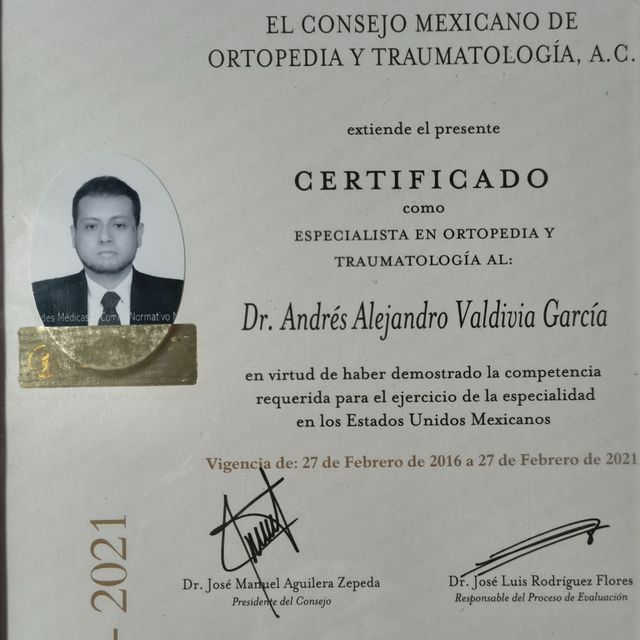 EL CONSEJO MEXICANO DE
ORTOPEDIA Y TRAUMATOLOGÍA, A.C.
extiende el presente
CERTIFICADO
como
ESPECIALISTA EN ORTOPEDIA Y
TRAUMATOLOGÍA AL:
des Médicas
Normativo
Dr. Andrés Alejandro Valdivia García
en virtud de haber demostrado la competencia
requerida para el ejercicio de la especialidad
en los Estados Unidos Mexicanos
Vigencia de: 27 de Febrero de 2016 a 27 de Febrero de 2021
- 2021
Dr. José Manuel Aguilera Zepeda
Presidente del Consejo
Dr. José Luis Rodríguez Flores
Responsable del Proceso de Evaluación